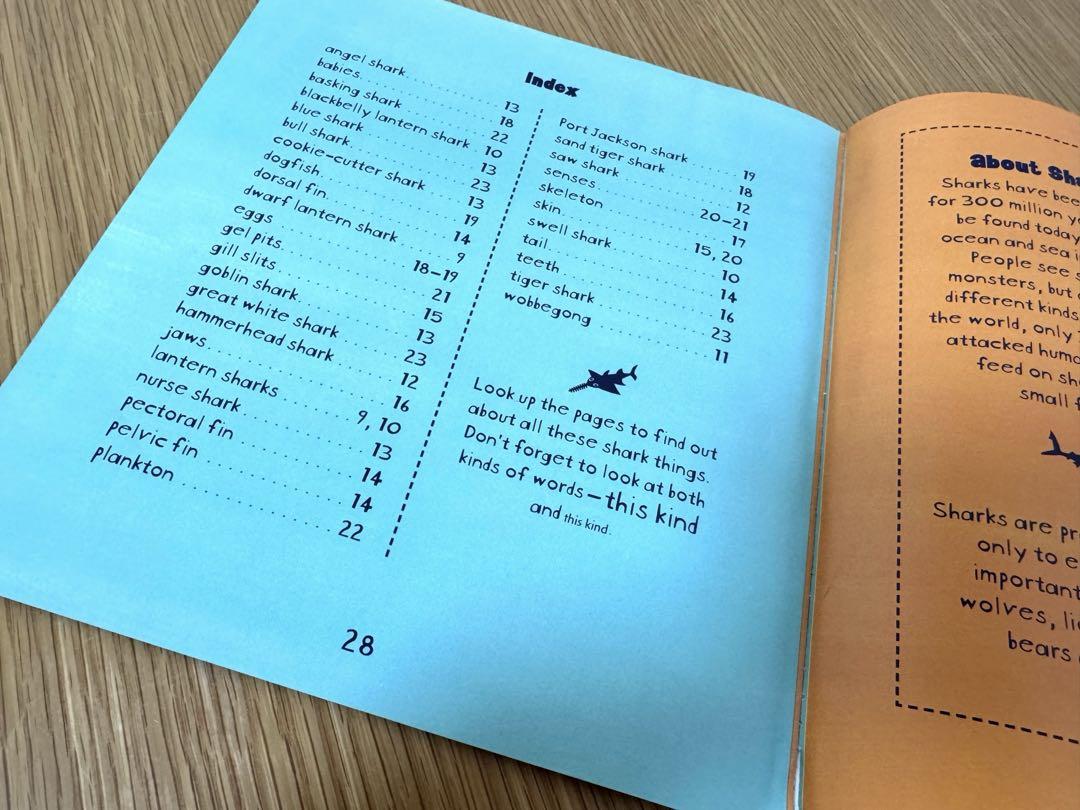 Index
angel shark 13
babies 18
basking shark 22
blackbelly lantern shark 10
blue shark 13
bull shark 23
cookie-cutter shark 13
dogfish 19
dorsal fin 14
dwarf lantern shark 9
eggs 18–19
gel pits 21
gill slits 15
goblin shark 13
great white shark 23
hammerhead shark 12
jaws 16
lantern sharks 9, 10
nurse shark 13
pectoral fin 14
pelvic fin 14
plankton 22
Port Jackson shark 19
sand tiger shark 18
saw shark 12
senses 20–21
skeleton 17
skin 15, 20
swell shark 10
tail 14
teeth 16
tiger shark 23
wobbegong 11
Look up the pages to find out
about all these shark things.
Don't forget to look at both
kinds of words—this kind
and this kind.
28
About
Sharks have
for 300 million
be found today
ocean and sea
People see
monsters, but
different kinds
the world, only
attacked
feed on
small
Sharks are
only to
important
wolves,
bears